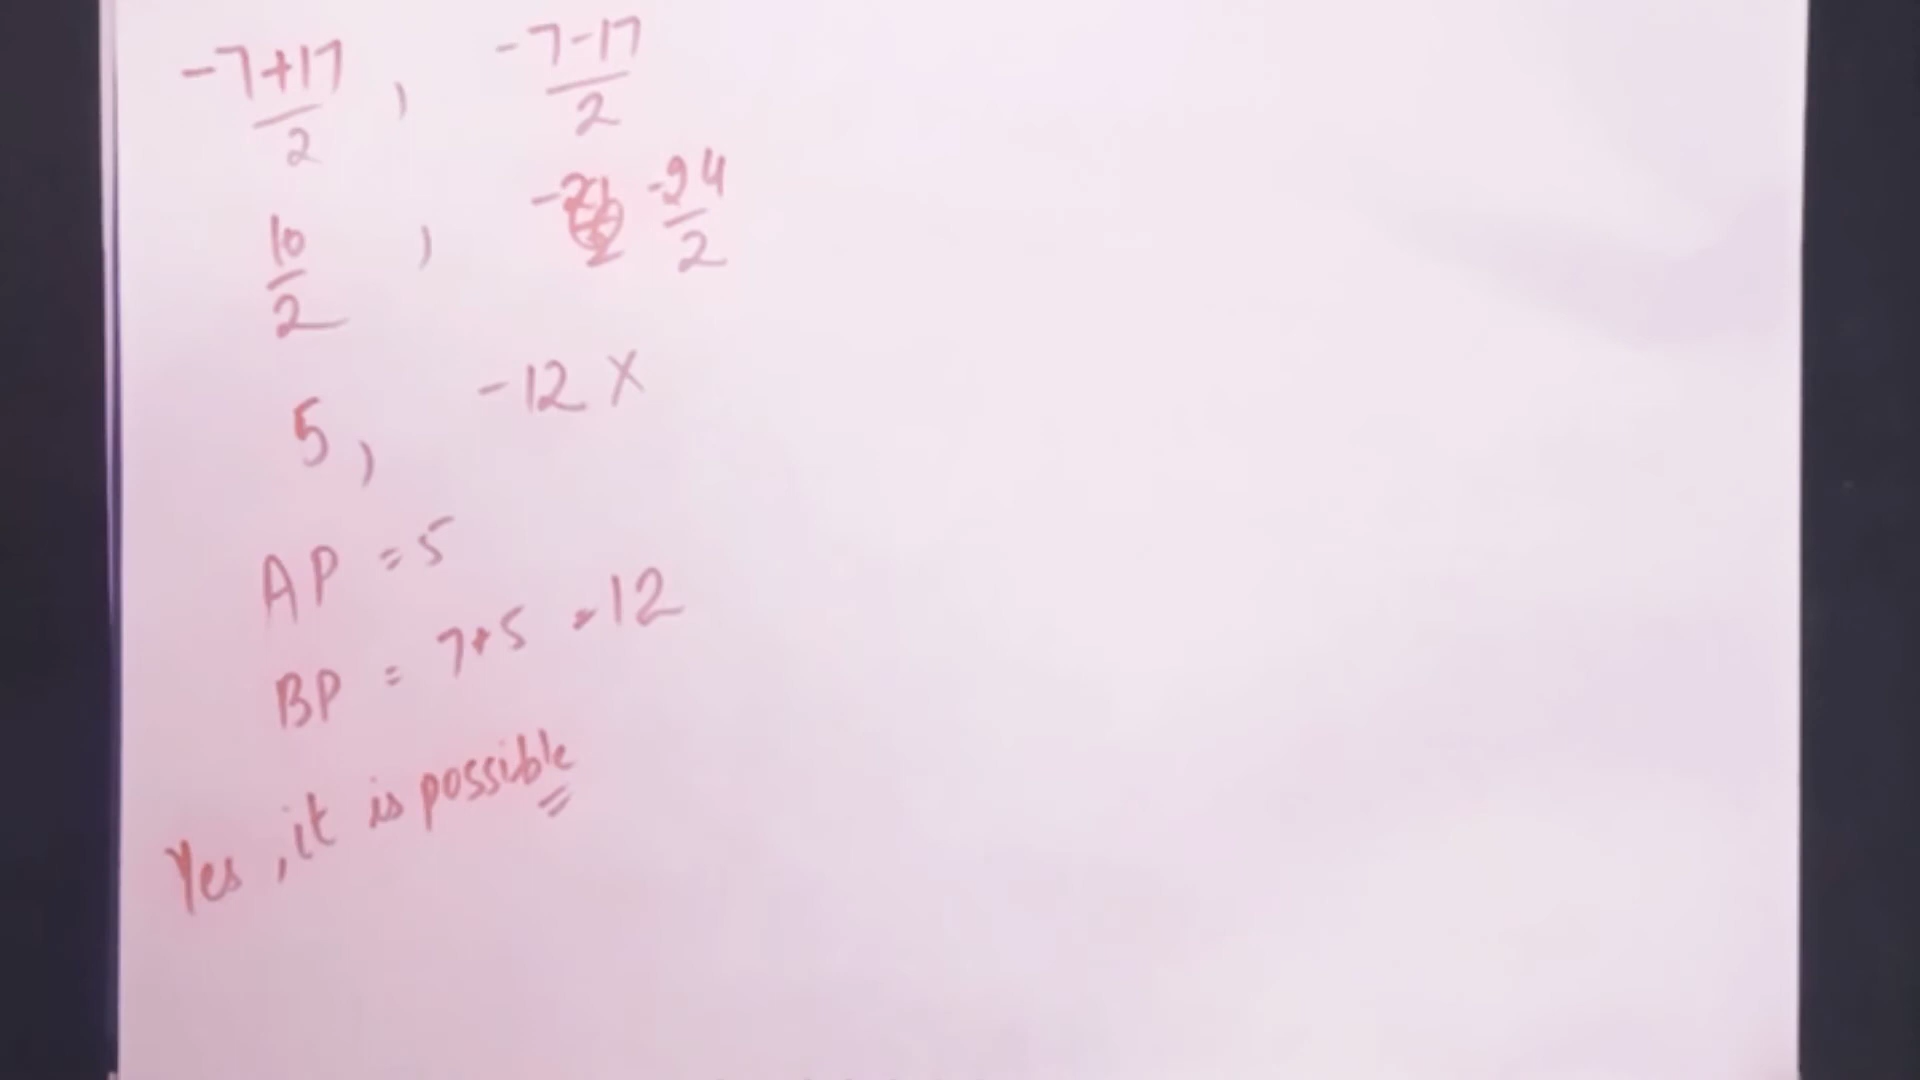 -7+17/2 , -7-17/2
10/2 , -24/2
5, -12 X
AP = 5
BP = 7+5 = 12
Yes, it is possible